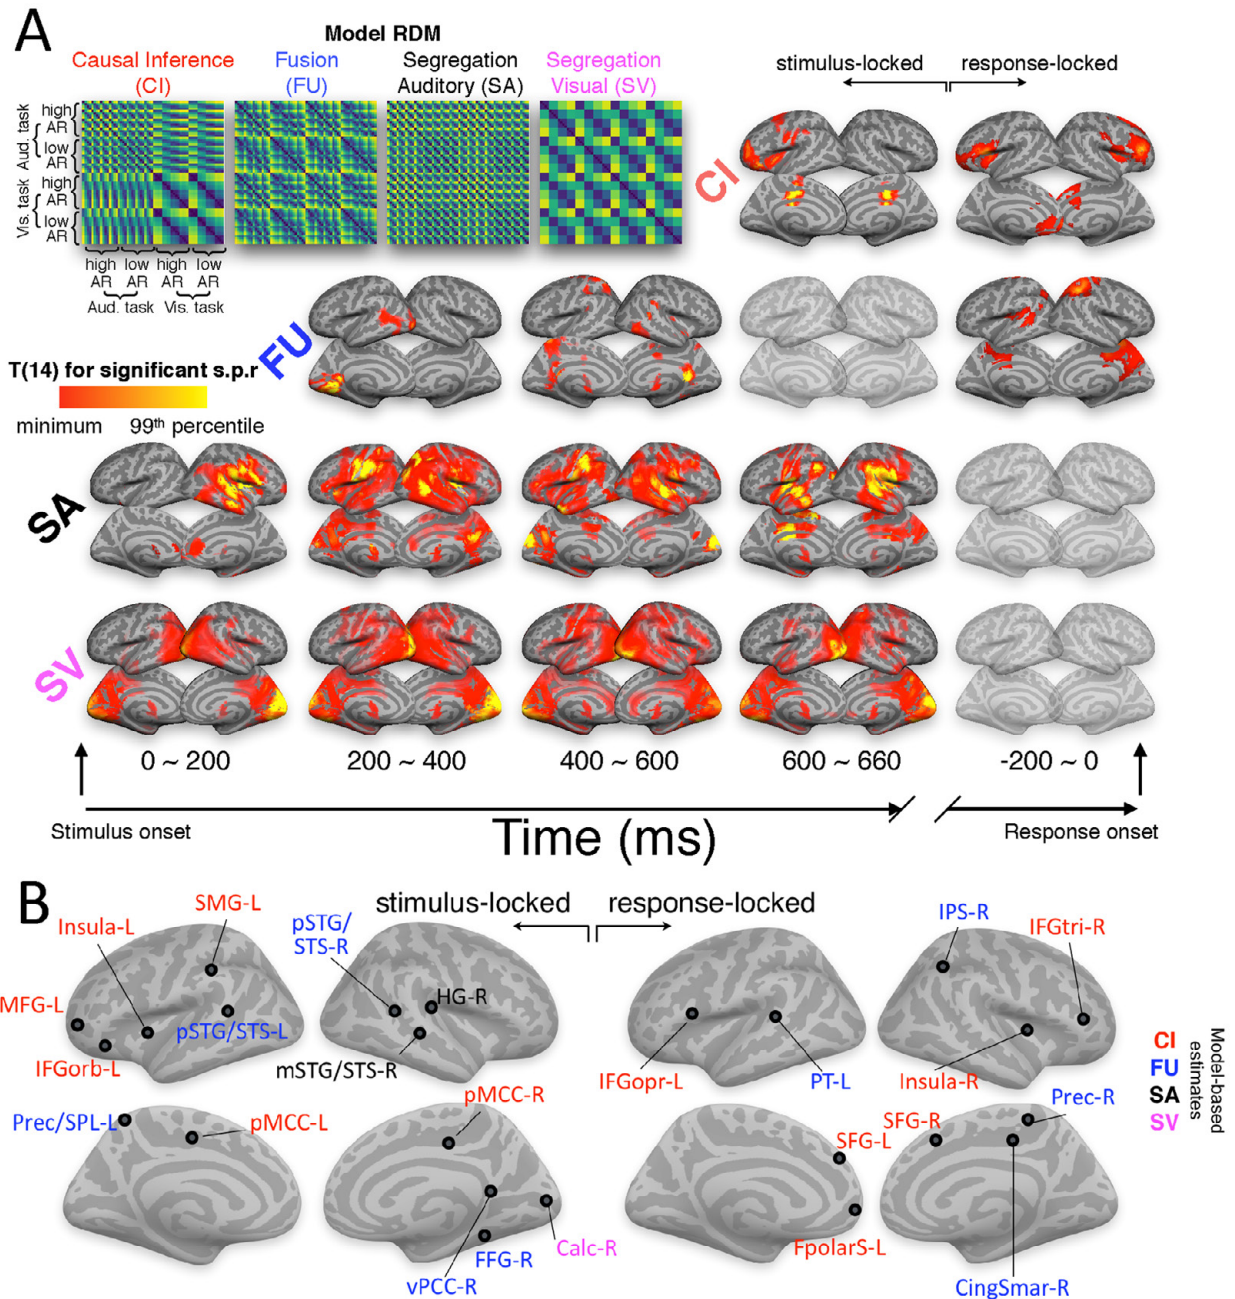 A
Model RDM
Causal Inference
(CI)
Fusion
(FU)
Segregation
Auditory (SA)
Segregation
Visual (SV)
stimulus-locked
response-locked
Aud. task
high
AR
low
AR
Vis. task
high
AR
low
AR
high
AR
low
AR
high
AR
low
AR
Aud. task
Vis. task
CI
FU
T(14) for significant s.p.r
minimum
99th percentile
SA
SV
0 ~ 200
200 ~ 400
400 ~ 600
600 ~ 660
-200 ~ 0
Stimulus onset
Time (ms)
Response onset
B
stimulus-locked
response-locked
SMG-L
Insula-L
MFG-L
pSTG/STS-L
IFGorb-L
pSTG/
STS-R
HG-R
mSTG/STS-R
IFGopr-L
PT-L
IPS-R
IFGtri-R
Insula-R
Prec/SPL-L
pMCC-L
pMCC-R
vPCC-R
FFG-R
Calc-R
SFG-L
FpolarS-L
SFG-R
Prec-R
CingSmar-R
CI
FU
SA
SV
Model-based
estimates